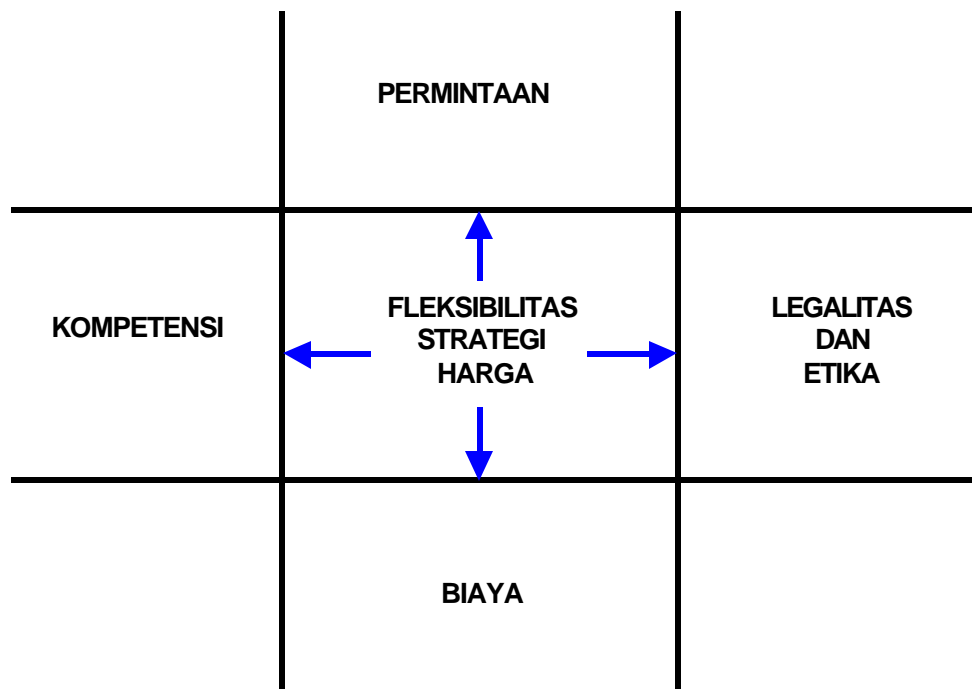 PERMINTAAN
KOMPETENSI
FLEKSIBILITAS
STRATEGI
HARGA
LEGALITAS
DAN
ETIKA
BIAYA